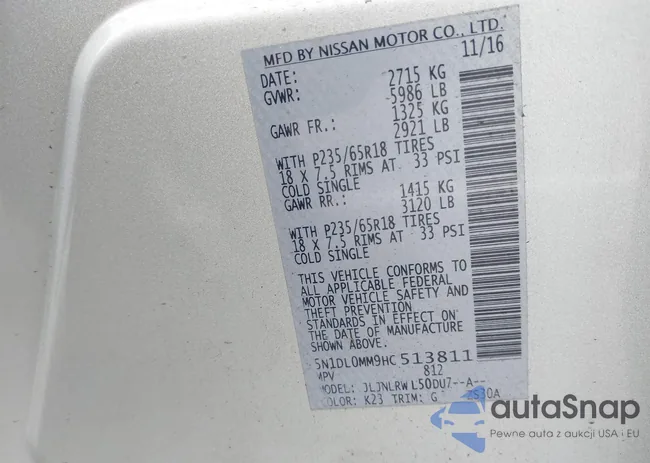 MFD BY NISSAN MOTOR CO., LTD.
DATE: 11/16
GVWR: 2715 KG
5986 LB
GAWR FR.: 1325 KG
2921 LB
WITH P235/65R18 TIRES
18 X 7.5 RIMS AT 33 PSI
COLD SINGLE
GAWR RR.: 1415 KG
3120 LB
WITH P235/65R18 TIRES
18 X 7.5 RIMS AT 33 PSI
COLD SINGLE
THIS VEHICLE CONFORMS TO
ALL APPLICABLE FEDERAL
MOTOR VEHICLE SAFETY AND
THEFT PREVENTION
STANDARDS IN EFFECT ON
THE DATE OF MANUFACTURE
SHOWN ABOVE.
5N1DL0MM9HC513811
MPV 812
MODEL: JLJNLRWL50DU7--A--
COLOR: K23 TRIM: G
autoSnap
Pewne auta z aukcji USA i EU